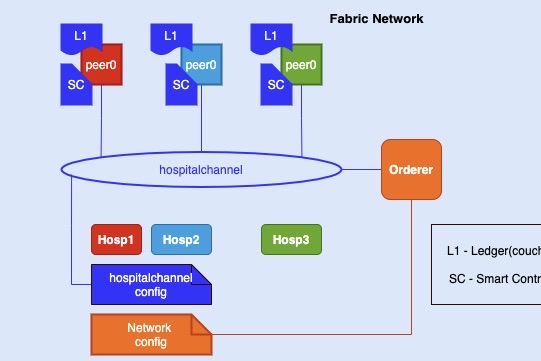 Fabric Network
L1
L1
L1
peer0
peer0
peer0
SC
SC
SC
hospitalchannel
Orderer
Hosp1
Hosp2
Hosp3
L1 - Ledger(couch
hospitalchannel
config
SC - Smart Contr
Network
config